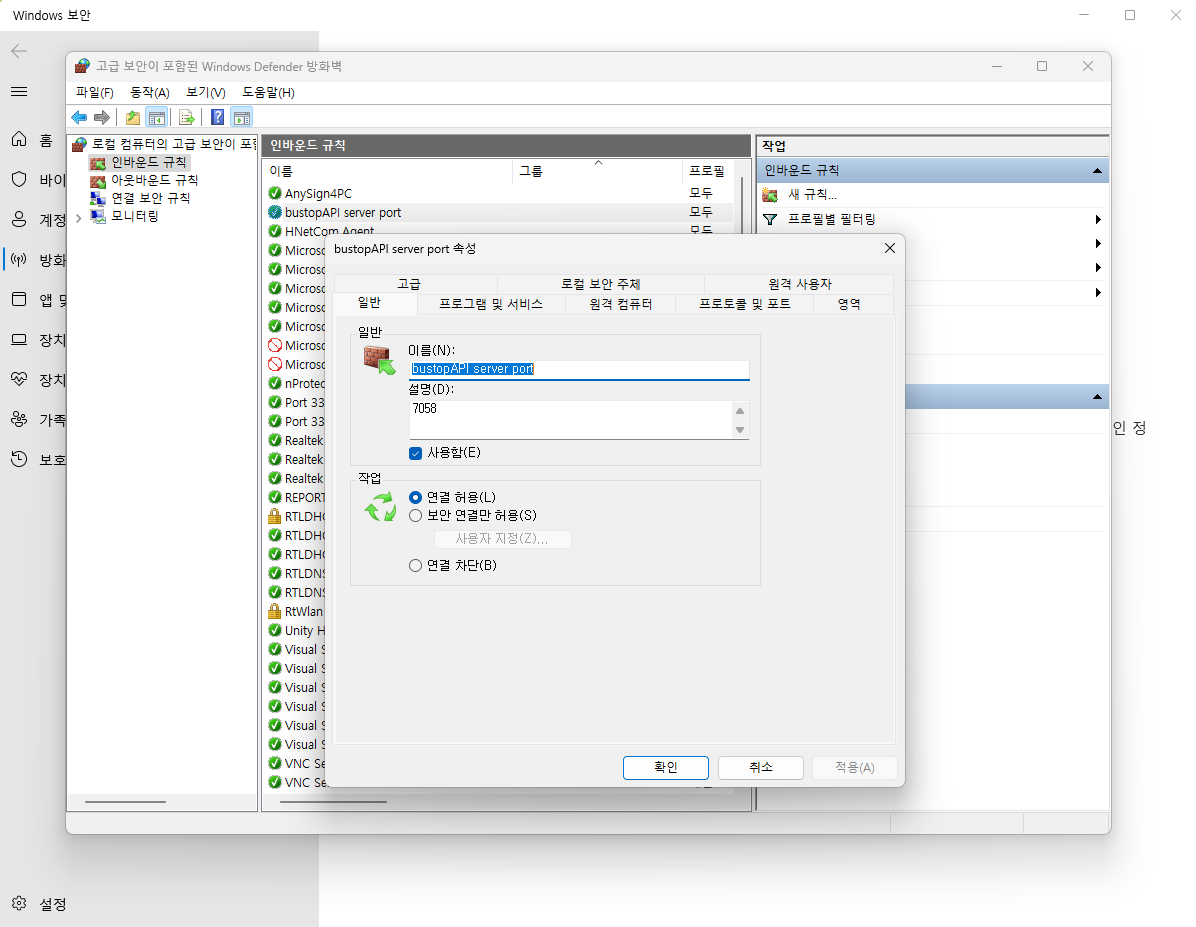 Windows 보안
고급 보안이 포함된 Windows Defender 방화벽
파일(F) 동작(A) 보기(V) 도움말(H)
홈
바이
계정
방화
앱 및
장치
장치
가족
보호
설정
로컬 컴퓨터의 고급 보안이 포함
인바운드 규칙
아웃바운드 규칙
연결 보안 규칙
모니터링
인바운드 규칙
이름 그룹 프로필
AnySign4PC 모두
bustopAPI server port 모두
HNetCom Agent 모두
Microso
Microso
Microso
Microso
Microso
Microso
Microso
nProtec
Port 33
Port 33
Realtek
Realtek
Realtek
REPORT
RTLDHC
RTLDHC
RTLDHC
RTLDNS
RTLDNS
RtWlan
Unity H
Visual S
Visual S
Visual S
Visual S
Visual S
Visual S
VNC Se
VNC Se
작업
인바운드 규칙
새 규칙...
프로필별 필터링
인 정
bustopAPI server port 속성
고급 로컬 보안 주체 원격 사용자
일반 프로그램 및 서비스 원격 컴퓨터 프로토콜 및 포트 영역
일반
이름(N):
bustopAPI server port
설명(D):
7058
사용함(E)
작업
연결 허용(L)
보안 연결만 허용(S)
사용자 지정(Z)...
연결 차단(B)
확인 취소 적용(A)